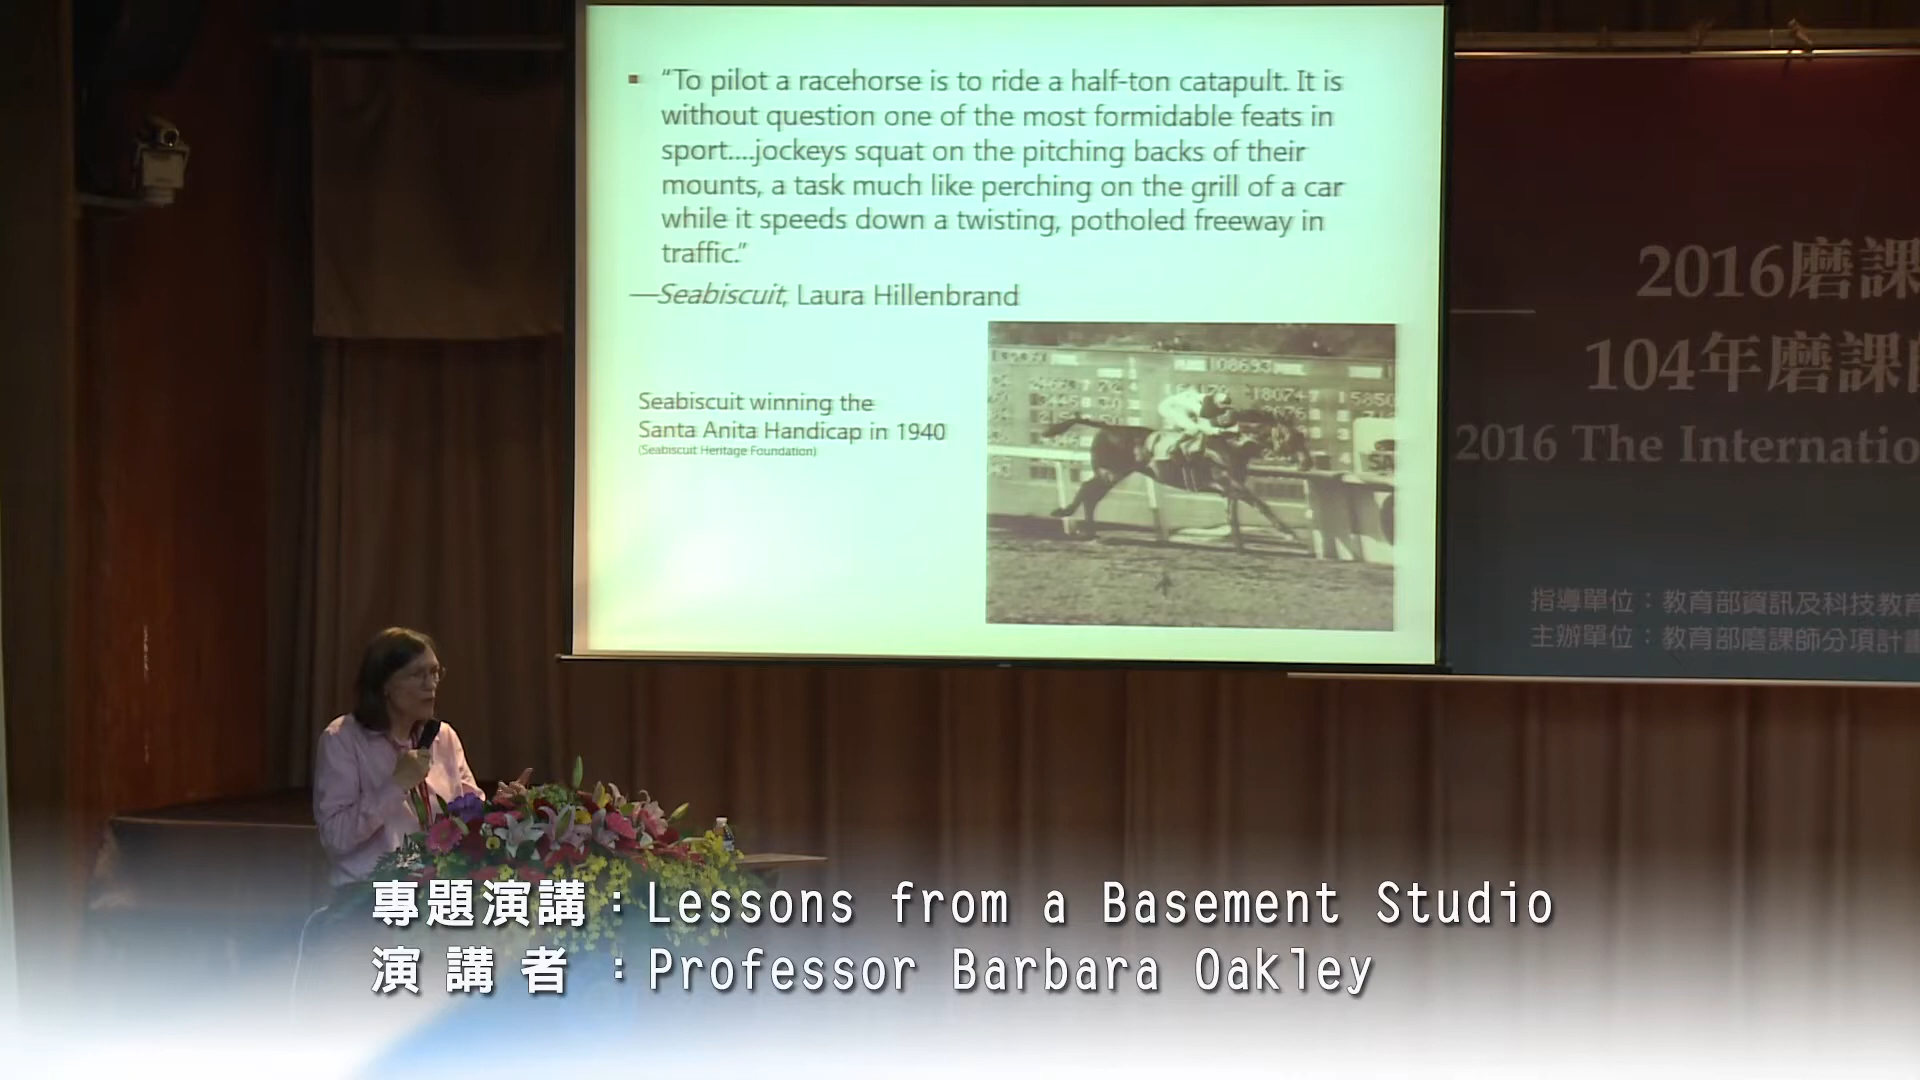 ▪ “To pilot a racehorse is to ride a half-ton catapult. It is
without question one of the most formidable feats in
sport....jockeys squat on the pitching backs of their
mounts, a task much like perching on the grill of a car
while it speeds down a twisting, potholed freeway in
traffic.”
—Seabiscuit, Laura Hillenbrand
Seabiscuit winning the
Santa Anita Handicap in 1940
(Seabiscuit Heritage Foundation)
108693
2016磨課
104年磨課
2016 The Internatio
指導單位：教育部資訊及科技教育
主辦單位：教育部磨課師分項計畫
專題演講：Lessons from a Basement Studio
演講者：Professor Barbara Oakley